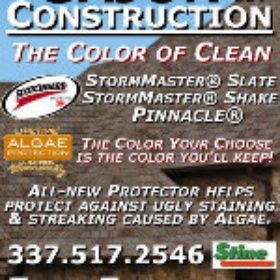 CONSTRUCTION
THE COLOR OF CLEAN
STORMMASTER® SLATE
STORMMASTER® SHAKE
PINNACLE®
ALGAE
PROTECTION
THE COLOR YOUR CHOOSE
IS THE COLOR YOU'LL KEEP!
ALL-NEW PROTECTOR HELPS
PROTECT AGAINST UGLY STAINING
& STREAKING CAUSED BY ALGAE.
337.517.2546
Stine